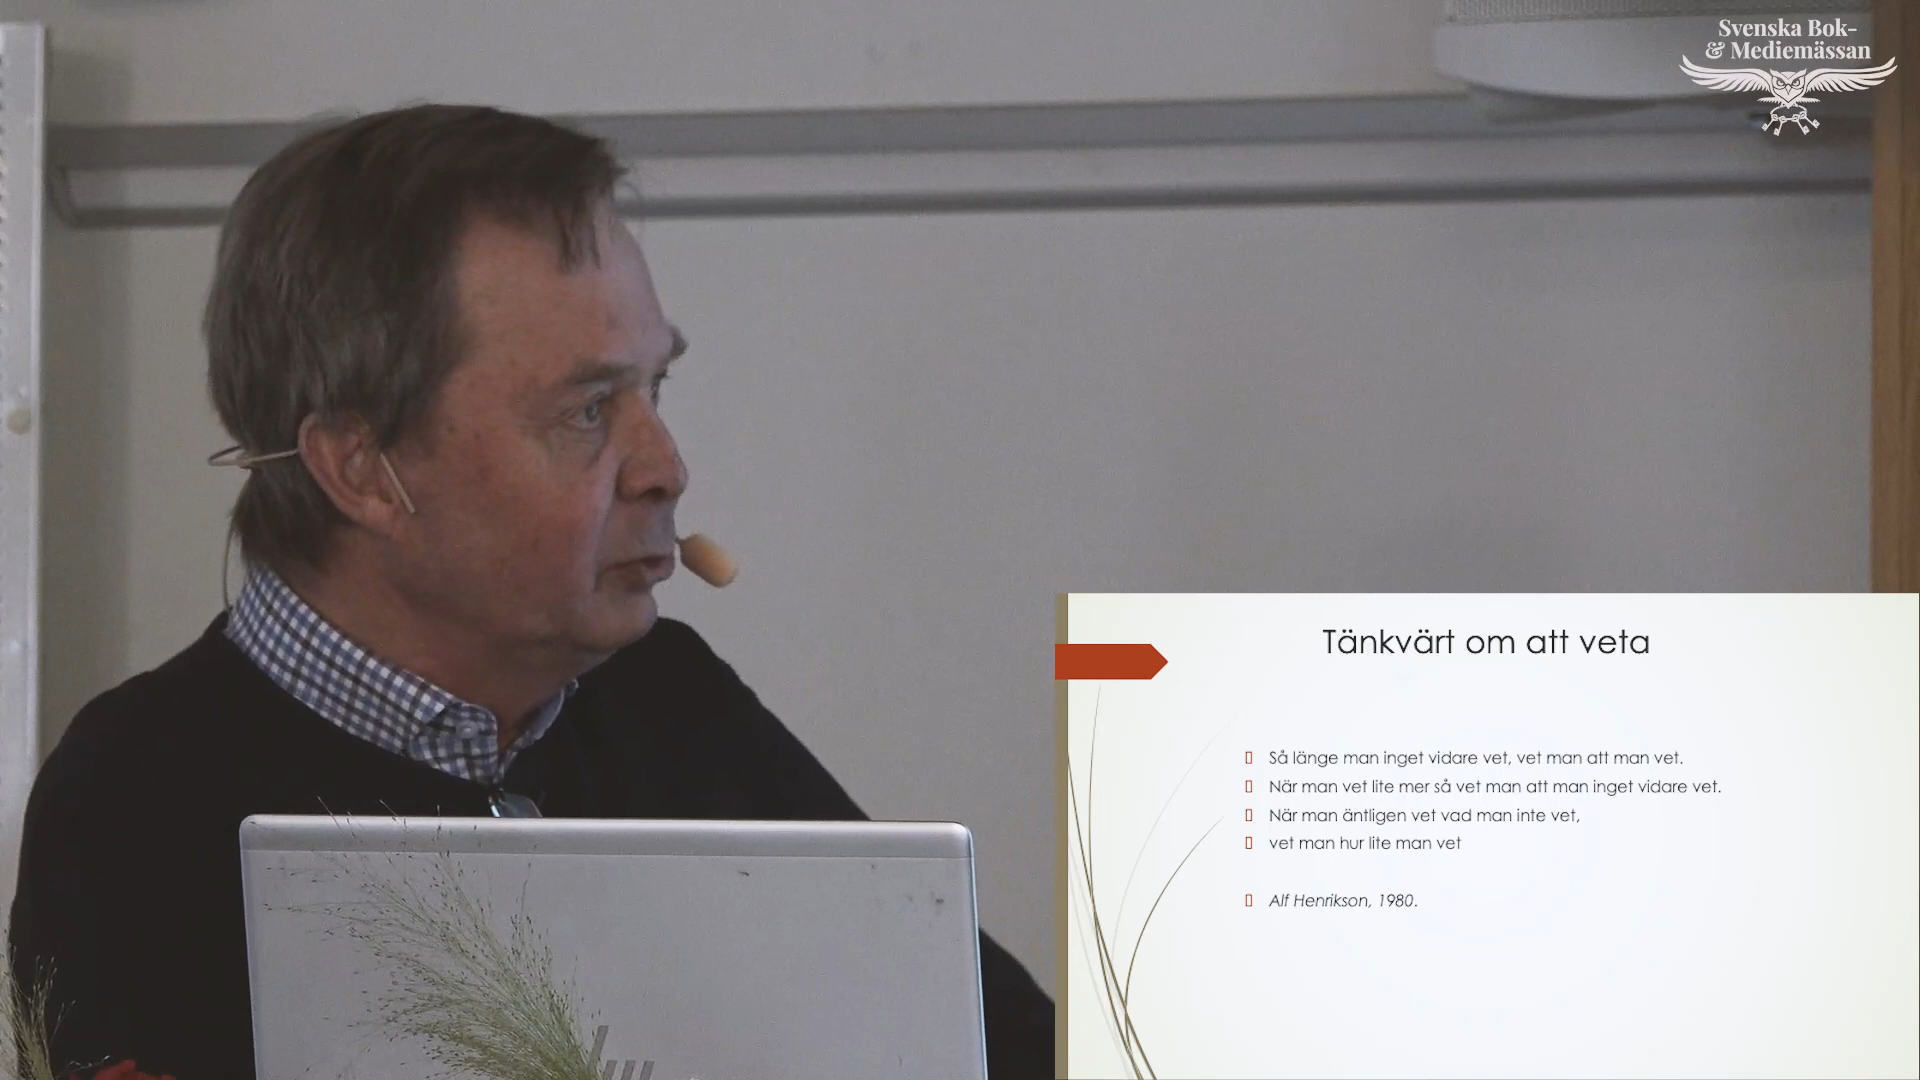 Svenska Bok-
& Mediemässan
Tänkvärt om att veta
Så länge man inget vidare vet, vet man att man vet.
När man vet lite mer så vet man att man inget vidare vet.
När man äntligen vet vad man inte vet,
vet man hur lite man vet
Alf Henrikson, 1980.